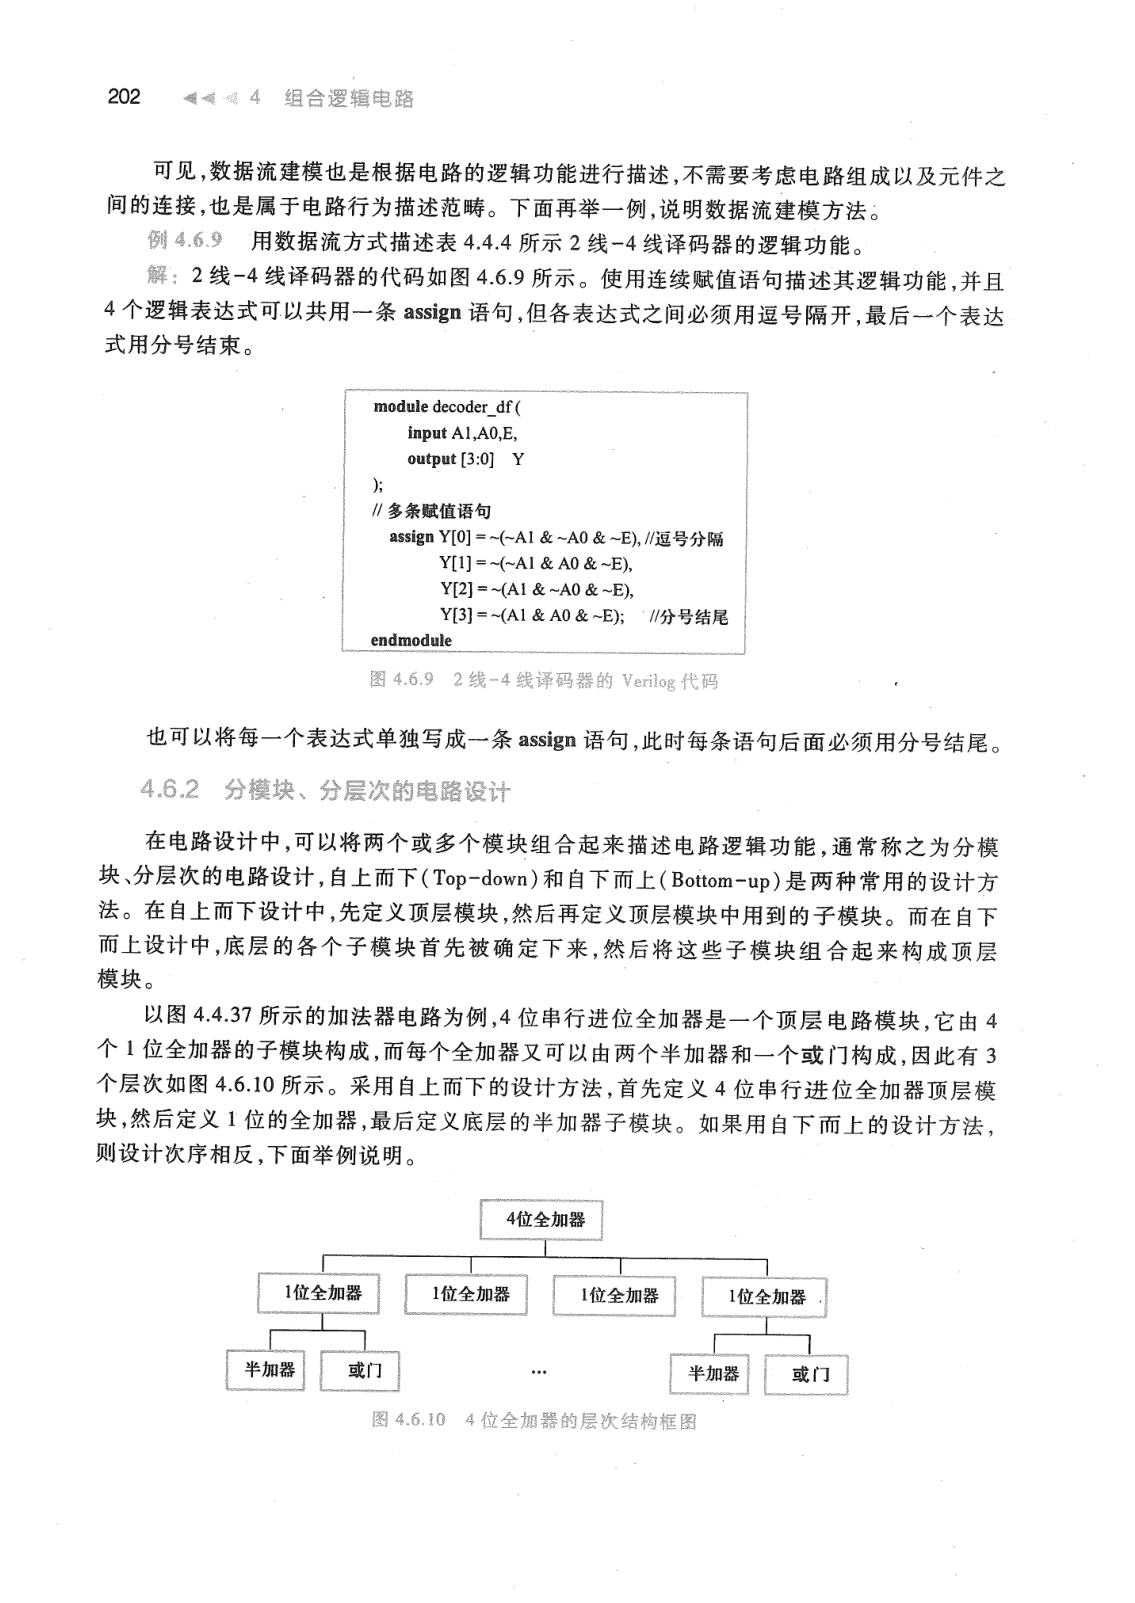 202 4 组合逻辑电路
可见,数据流建模也是根据电路的逻辑功能进行描述,不需要考虑电路组成以及元件之
间的连接,也是属于电路行为描述范畴。下面再举一例,说明数据流建模方法。
例 4.6.9 用数据流方式描述表 4.4.4 所示 2 线-4 线译码器的逻辑功能。
解: 2 线-4 线译码器的代码如图 4.6.9 所示。使用连续赋值语句描述其逻辑功能,并且
4 个逻辑表达式可以共用一条 assign 语句,但各表达式之间必须用逗号隔开,最后一个表达
式用分号结束。
module decoder_df (
input A1,A0,E,
output [3:0] Y
);
// 多条赋值语句
assign Y[0] = ~(~A1 & ~A0 & ~E), //逗号分隔
Y[1] = ~(~A1 & A0 & ~E),
Y[2] = ~(A1 & ~A0 & ~E),
Y[3] = ~(A1 & A0 & ~E); //分号结尾
endmodule
图 4.6.9 2 线-4 线译码器的 Verilog 代码
也可以将每一个表达式单独写成一条 assign 语句,此时每条语句后面必须用分号结尾。
4.6.2 分模块、分层次的电路设计
在电路设计中,可以将两个或多个模块组合起来描述电路逻辑功能,通常称之为分模
块、分层次的电路设计,自上而下(Top-down)和自下而上(Bottom-up)是两种常用的设计方
法。在自上而下设计中,先定义顶层模块,然后再定义顶层模块中用到的子模块。而在自下
而上设计中,底层的各个子模块首先被确定下来,然后将这些子模块组合起来构成顶层
模块。
以图 4.4.37 所示的加法器电路为例,4 位串行进位全加器是一个顶层电路模块,它由 4
个 1 位全加器的子模块构成,而每个全加器又可以由两个半加器和一个或门构成,因此有 3
个层次如图 4.6.10 所示。采用自上而下的设计方法,首先定义 4 位串行进位全加器顶层模
块,然后定义 1 位的全加器,最后定义底层的半加器子模块。如果用自下而上的设计方法,
则设计次序相反,下面举例说明。
4位全加器
1位全加器 1位全加器 1位全加器 1位全加器
半加器 或门 … 半加器 或门
图 4.6.10 4 位全加器的层次结构框图